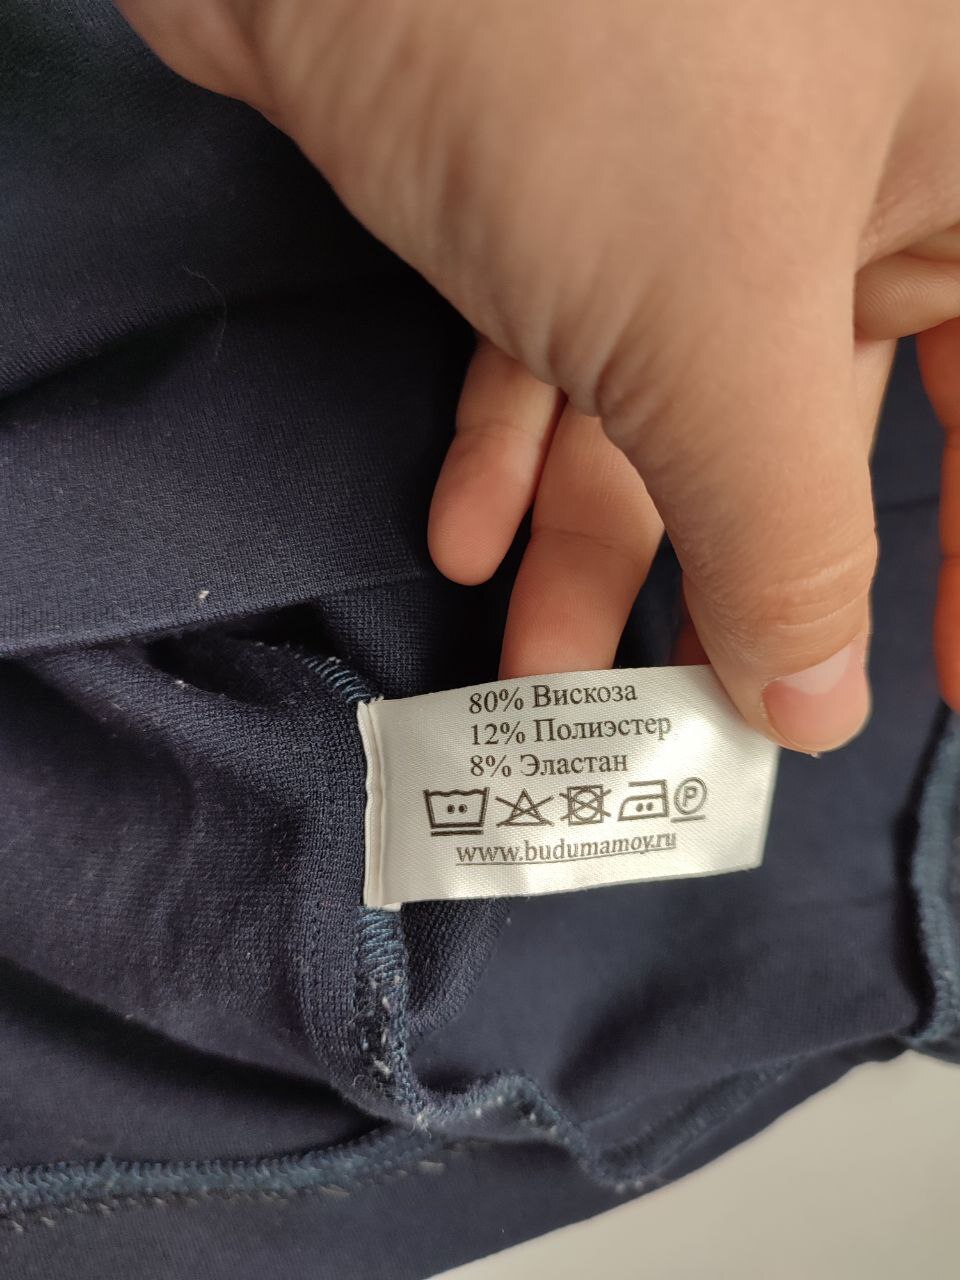 80% Вискоза
12% Полиэстер
8% Эластан
P
www.budumamoy.ru